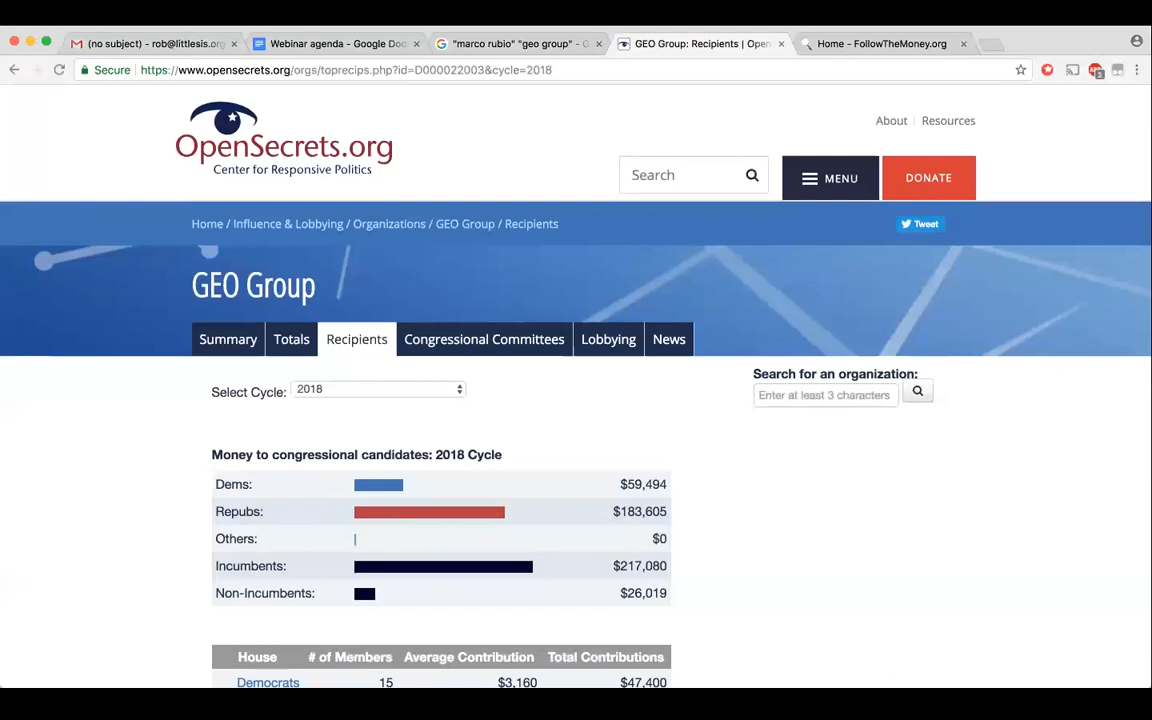 (no subject) - rob@littlesis.org
Webinar agenda - Google Doc
"marco rubio" "geo group" - G
GEO Group: Recipients | Open
Home - FollowTheMoney.org
Secure
https://www.opensecrets.org/orgs/toprecips.php?id=D000022003&cycle=2018
OpenSecrets.org
Center for Responsive Politics
About
Resources
Search
MENU
DONATE
Home / Influence & Lobbying / Organizations / GEO Group / Recipients
Tweet
GEO Group
Summary
Totals
Recipients
Congressional Committees
Lobbying
News
Select Cycle: 2018
Search for an organization:
Enter at least 3 characters
Money to congressional candidates: 2018 Cycle
Dems: $59,494
Repubs: $183,605
Others: $0
Incumbents: $217,080
Non-Incumbents: $26,019
House # of Members Average Contribution Total Contributions
Democrats 15 $3,160 $47,400